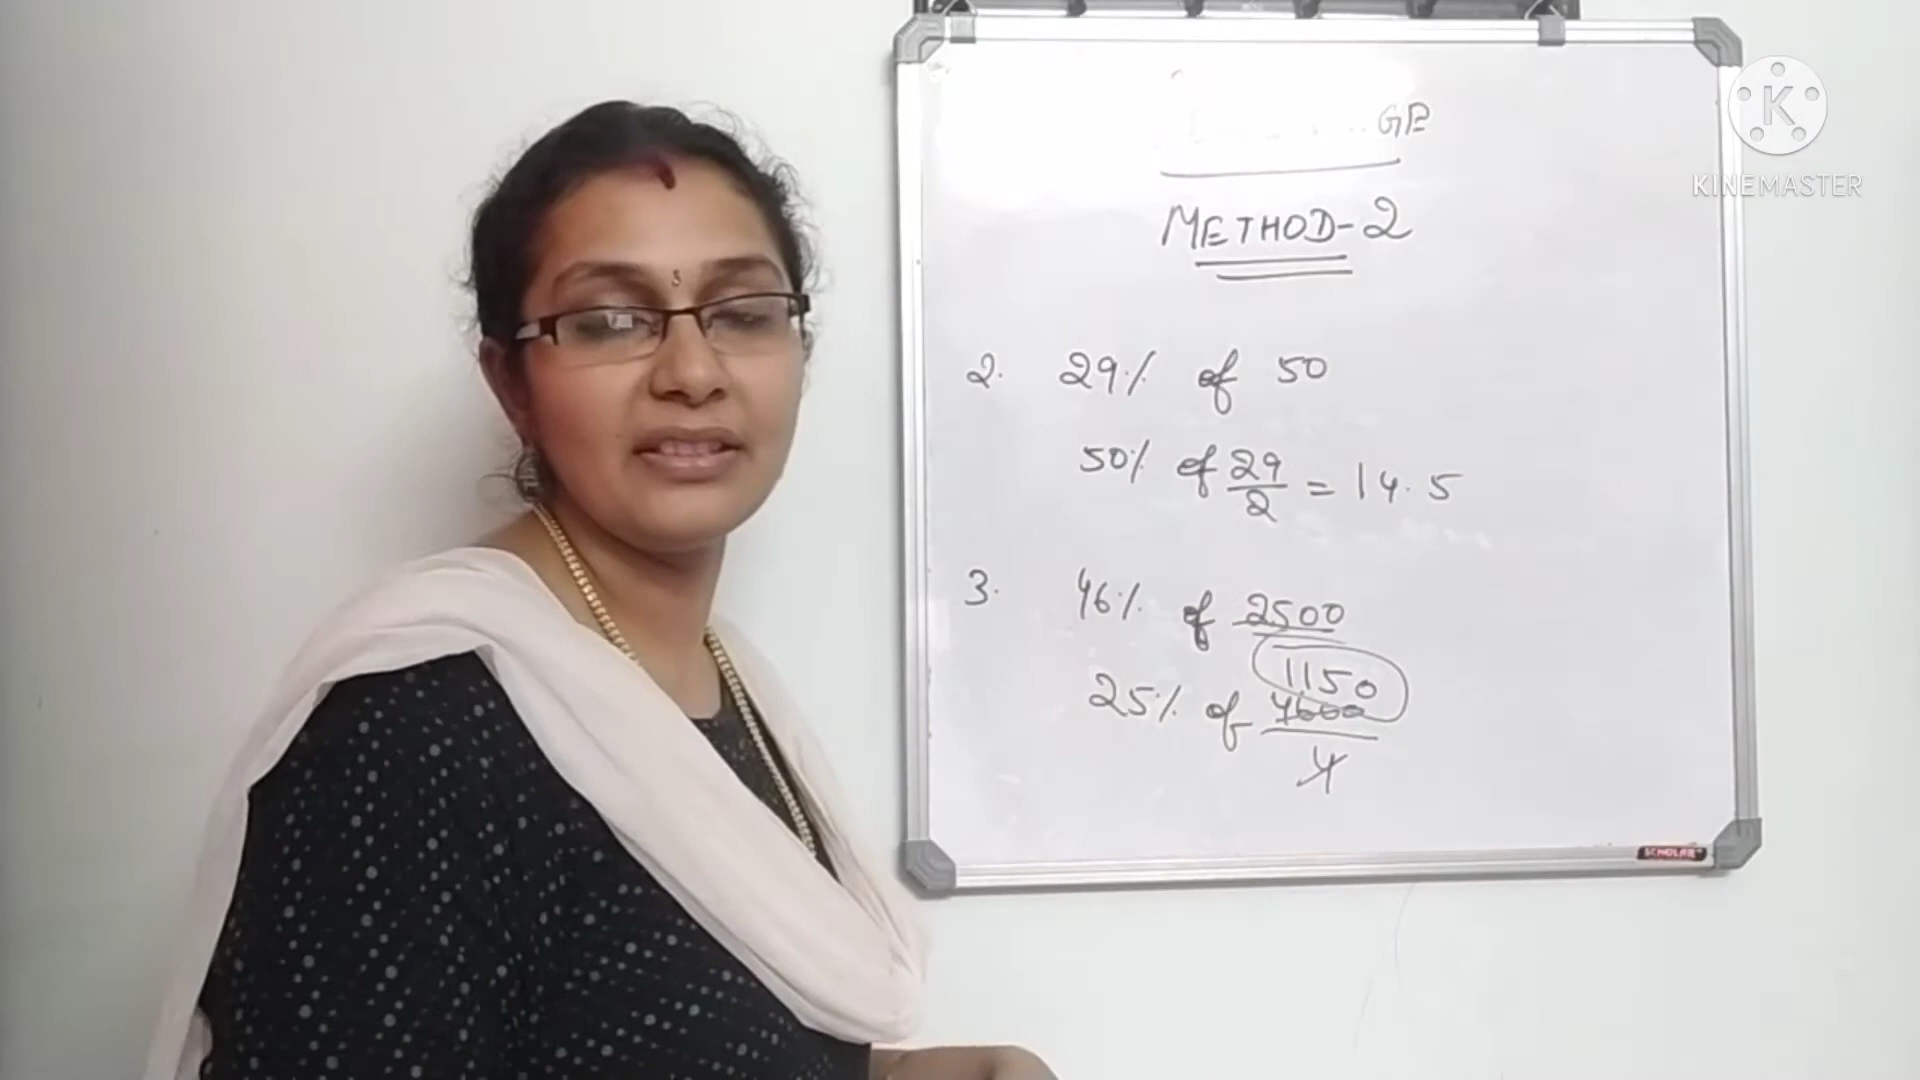 GE
METHOD-2
2. 29% of 50
50% of 29/2 = 14.5
3. 46% of 2500
1150
25% of 4600/4
SCHOLAR
K
KINEMASTER